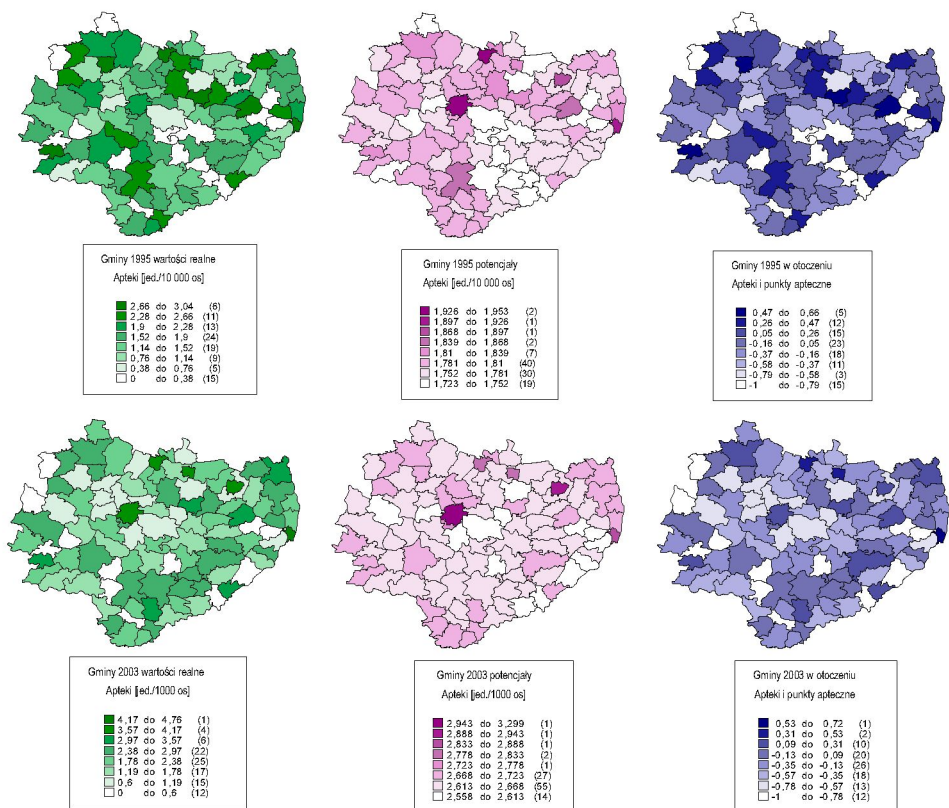 Gminy 1995 wartości realne
Apteki [jed./10 000 os]
2,66 do 3,04 (6)
2,28 do 2,66 (11)
1,9 do 2,28 (13)
1,52 do 1,9 (24)
1,14 do 1,52 (19)
0,76 do 1,14 (9)
0,38 do 0,76 (5)
0 do 0,38 (15)
Gminy 1995 potencjały
Apteki [jed./10 000 os]
1,926 do 1,953 (2)
1,897 do 1,926 (1)
1,868 do 1,897 (1)
1,839 do 1,868 (2)
1,81 do 1,839 (7)
1,781 do 1,81 (40)
1,752 do 1,781 (30)
1,723 do 1,752 (19)
Gminy 1995 w otoczeniu
Apteki i punkty apteczne
0,47 do 0,66 (5)
0,26 do 0,47 (12)
0,05 do 0,26 (15)
-0,16 do 0,05 (23)
-0,37 do -0,16 (18)
-0,58 do -0,37 (11)
-0,79 do -0,58 (3)
-1 do -0,79 (15)
Gminy 2003 wartości realne
Apteki [jed./1000 os]
4,17 do 4,76 (1)
3,57 do 4,17 (4)
2,97 do 3,57 (6)
2,38 do 2,97 (22)
1,78 do 2,38 (25)
1,19 do 1,78 (17)
0,6 do 1,19 (15)
0 do 0,6 (12)
Gminy 2003 potencjały
Apteki [jed./1000 os]
2,943 do 3,299 (1)
2,888 do 2,943 (1)
2,833 do 2,888 (1)
2,778 do 2,833 (2)
2,723 do 2,778 (1)
2,668 do 2,723 (27)
2,613 do 2,668 (55)
2,558 do 2,613 (14)
Gminy 2003 w otoczeniu
Apteki i punkty apteczne
0,53 do 0,72 (1)
0,31 do 0,53 (2)
0,09 do 0,31 (10)
-0,13 do 0,09 (20)
-0,35 do -0,13 (26)
-0,57 do -0,35 (18)
-0,78 do -0,57 (13)
-1 do -0,78 (12)